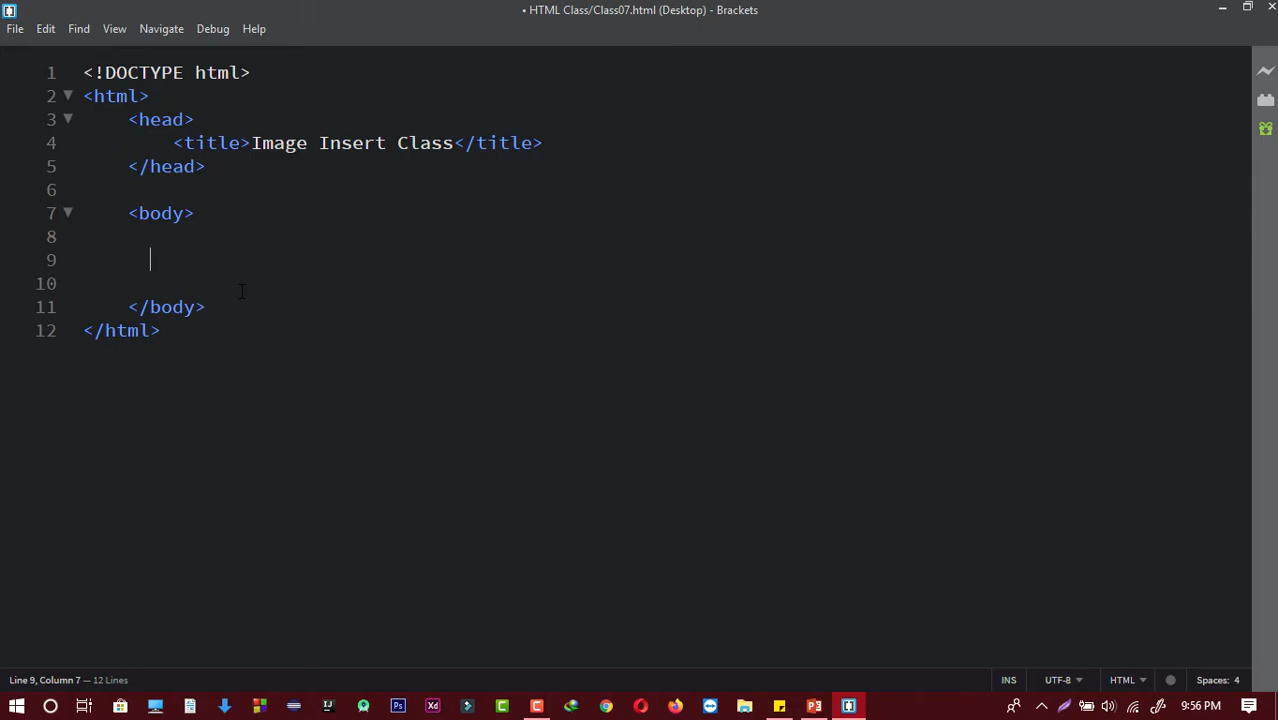 • HTML Class/Class07.html (Desktop) - Brackets
File Edit Find View Navigate Debug Help
1 <!DOCTYPE html>
2 <html>
3 <head>
4 <title>Image Insert Class</title>
5 </head>
6
7 <body>
8
9
10
11 </body>
12 </html>
Line 9, Column 7 — 12 Lines INS UTF-8 HTML Spaces: 4
9:56 PM